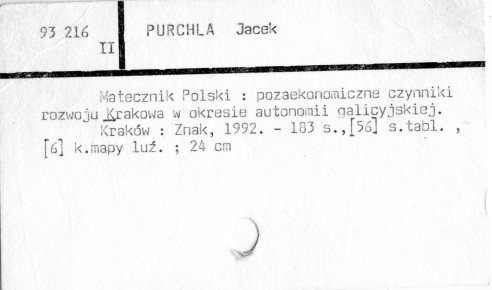 93 216
II
PURCHLA Jacek
Matecznik Polski : pozaekonomiczne czynniki
rozwoju Krakowa w okresie autonomii galicyjskiej.
Kraków : Znak, 1992. - 183 s.,[56] s.tabl. ,
[6] k.mapy luź. ; 24 cm